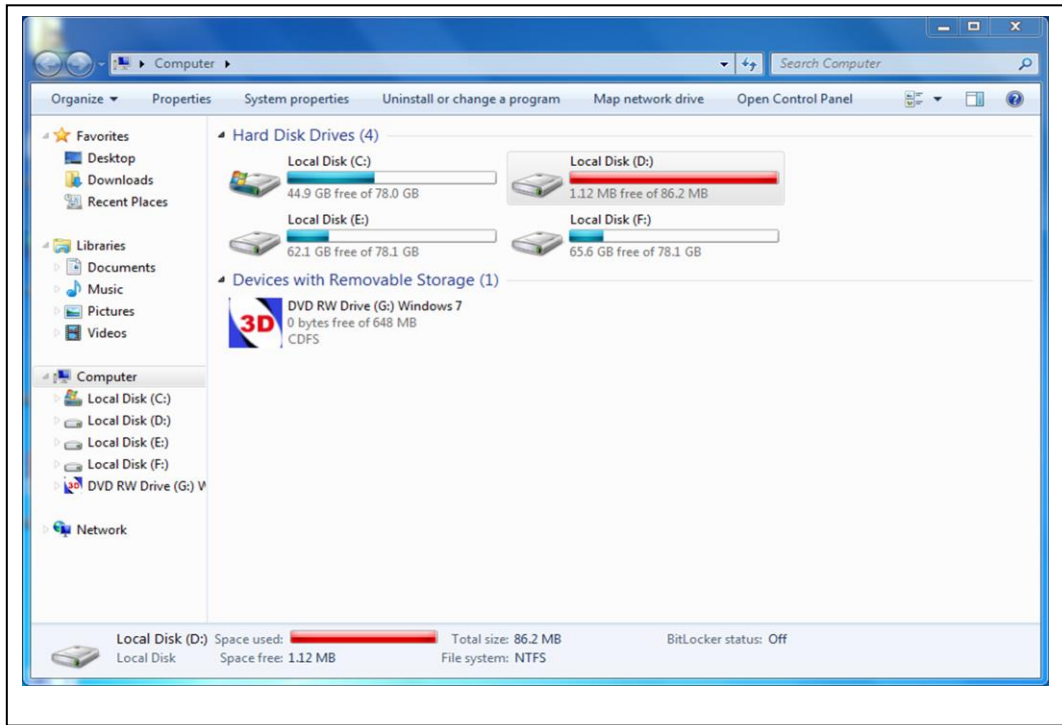 Computer
Search Computer
Organize Properties System properties Uninstall or change a program Map network drive Open Control Panel
Favorites
Desktop
Downloads
Recent Places
Libraries
Documents
Music
Pictures
Videos
Computer
Local Disk (C:)
Local Disk (D:)
Local Disk (E:)
Local Disk (F:)
DVD RW Drive (G:) W
Network
Hard Disk Drives (4)
Local Disk (C:)
44.9 GB free of 78.0 GB
Local Disk (D:)
1.12 MB free of 86.2 MB
Local Disk (E:)
62.1 GB free of 78.1 GB
Local Disk (F:)
65.6 GB free of 78.1 GB
Devices with Removable Storage (1)
3D
DVD RW Drive (G:) Windows 7
0 bytes free of 648 MB
CDFS
Local Disk (D:) Space used: Total size: 86.2 MB BitLocker status: Off
Local Disk Space free: 1.12 MB File system: NTFS